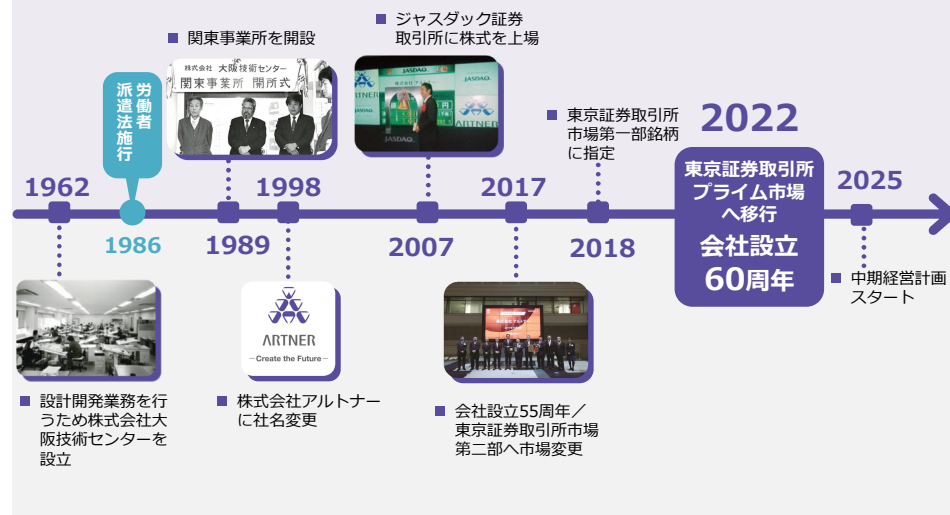 ジャスダック証券
取引所に株式を上場
関東事業所を開設
株式会社 大阪技術センター
関東事業所 開所式
JASDAQ
ARTNER
JASDAQ
労働者
派遣法施行
東京証券取引所
市場第一部銘柄
に指定
2022
東京証券取引所
プライム市場
へ移行
会社設立
60周年
1962
1998
2017
2025
1986
1989
2007
2018
ARTNER
Create the Future
中期経営計画
スタート
設計開発業務を行
うため株式会社大
阪技術センターを
設立
株式会社アルトナー
に社名変更
会社設立55周年／
東京証券取引所市場
第二部へ市場変更